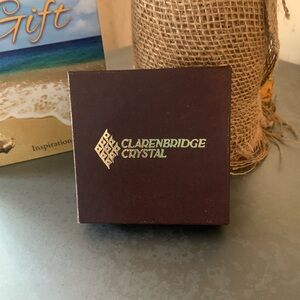 Gift
Inspiration
CLARENBRIDGE
CRYSTAL